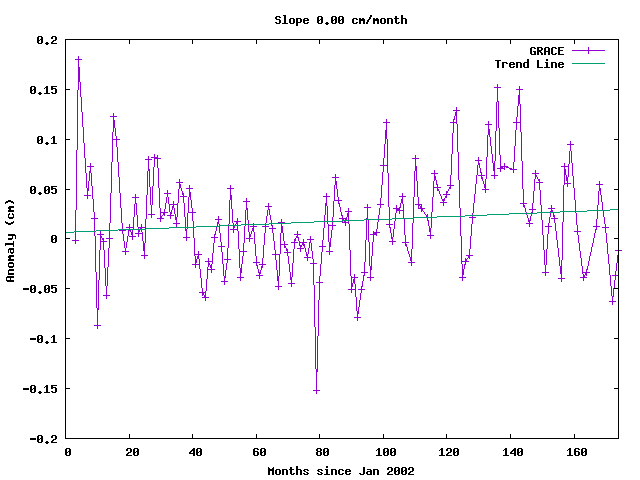 Slope 0.00 cm/month
GRACE
Trend Line
0.2
0.15
0.1
0.05
0
-0.05
-0.1
-0.15
-0.2
Anomaly (cm)
0 20 40 60 80 100 120 140 160
Months since Jan 2002